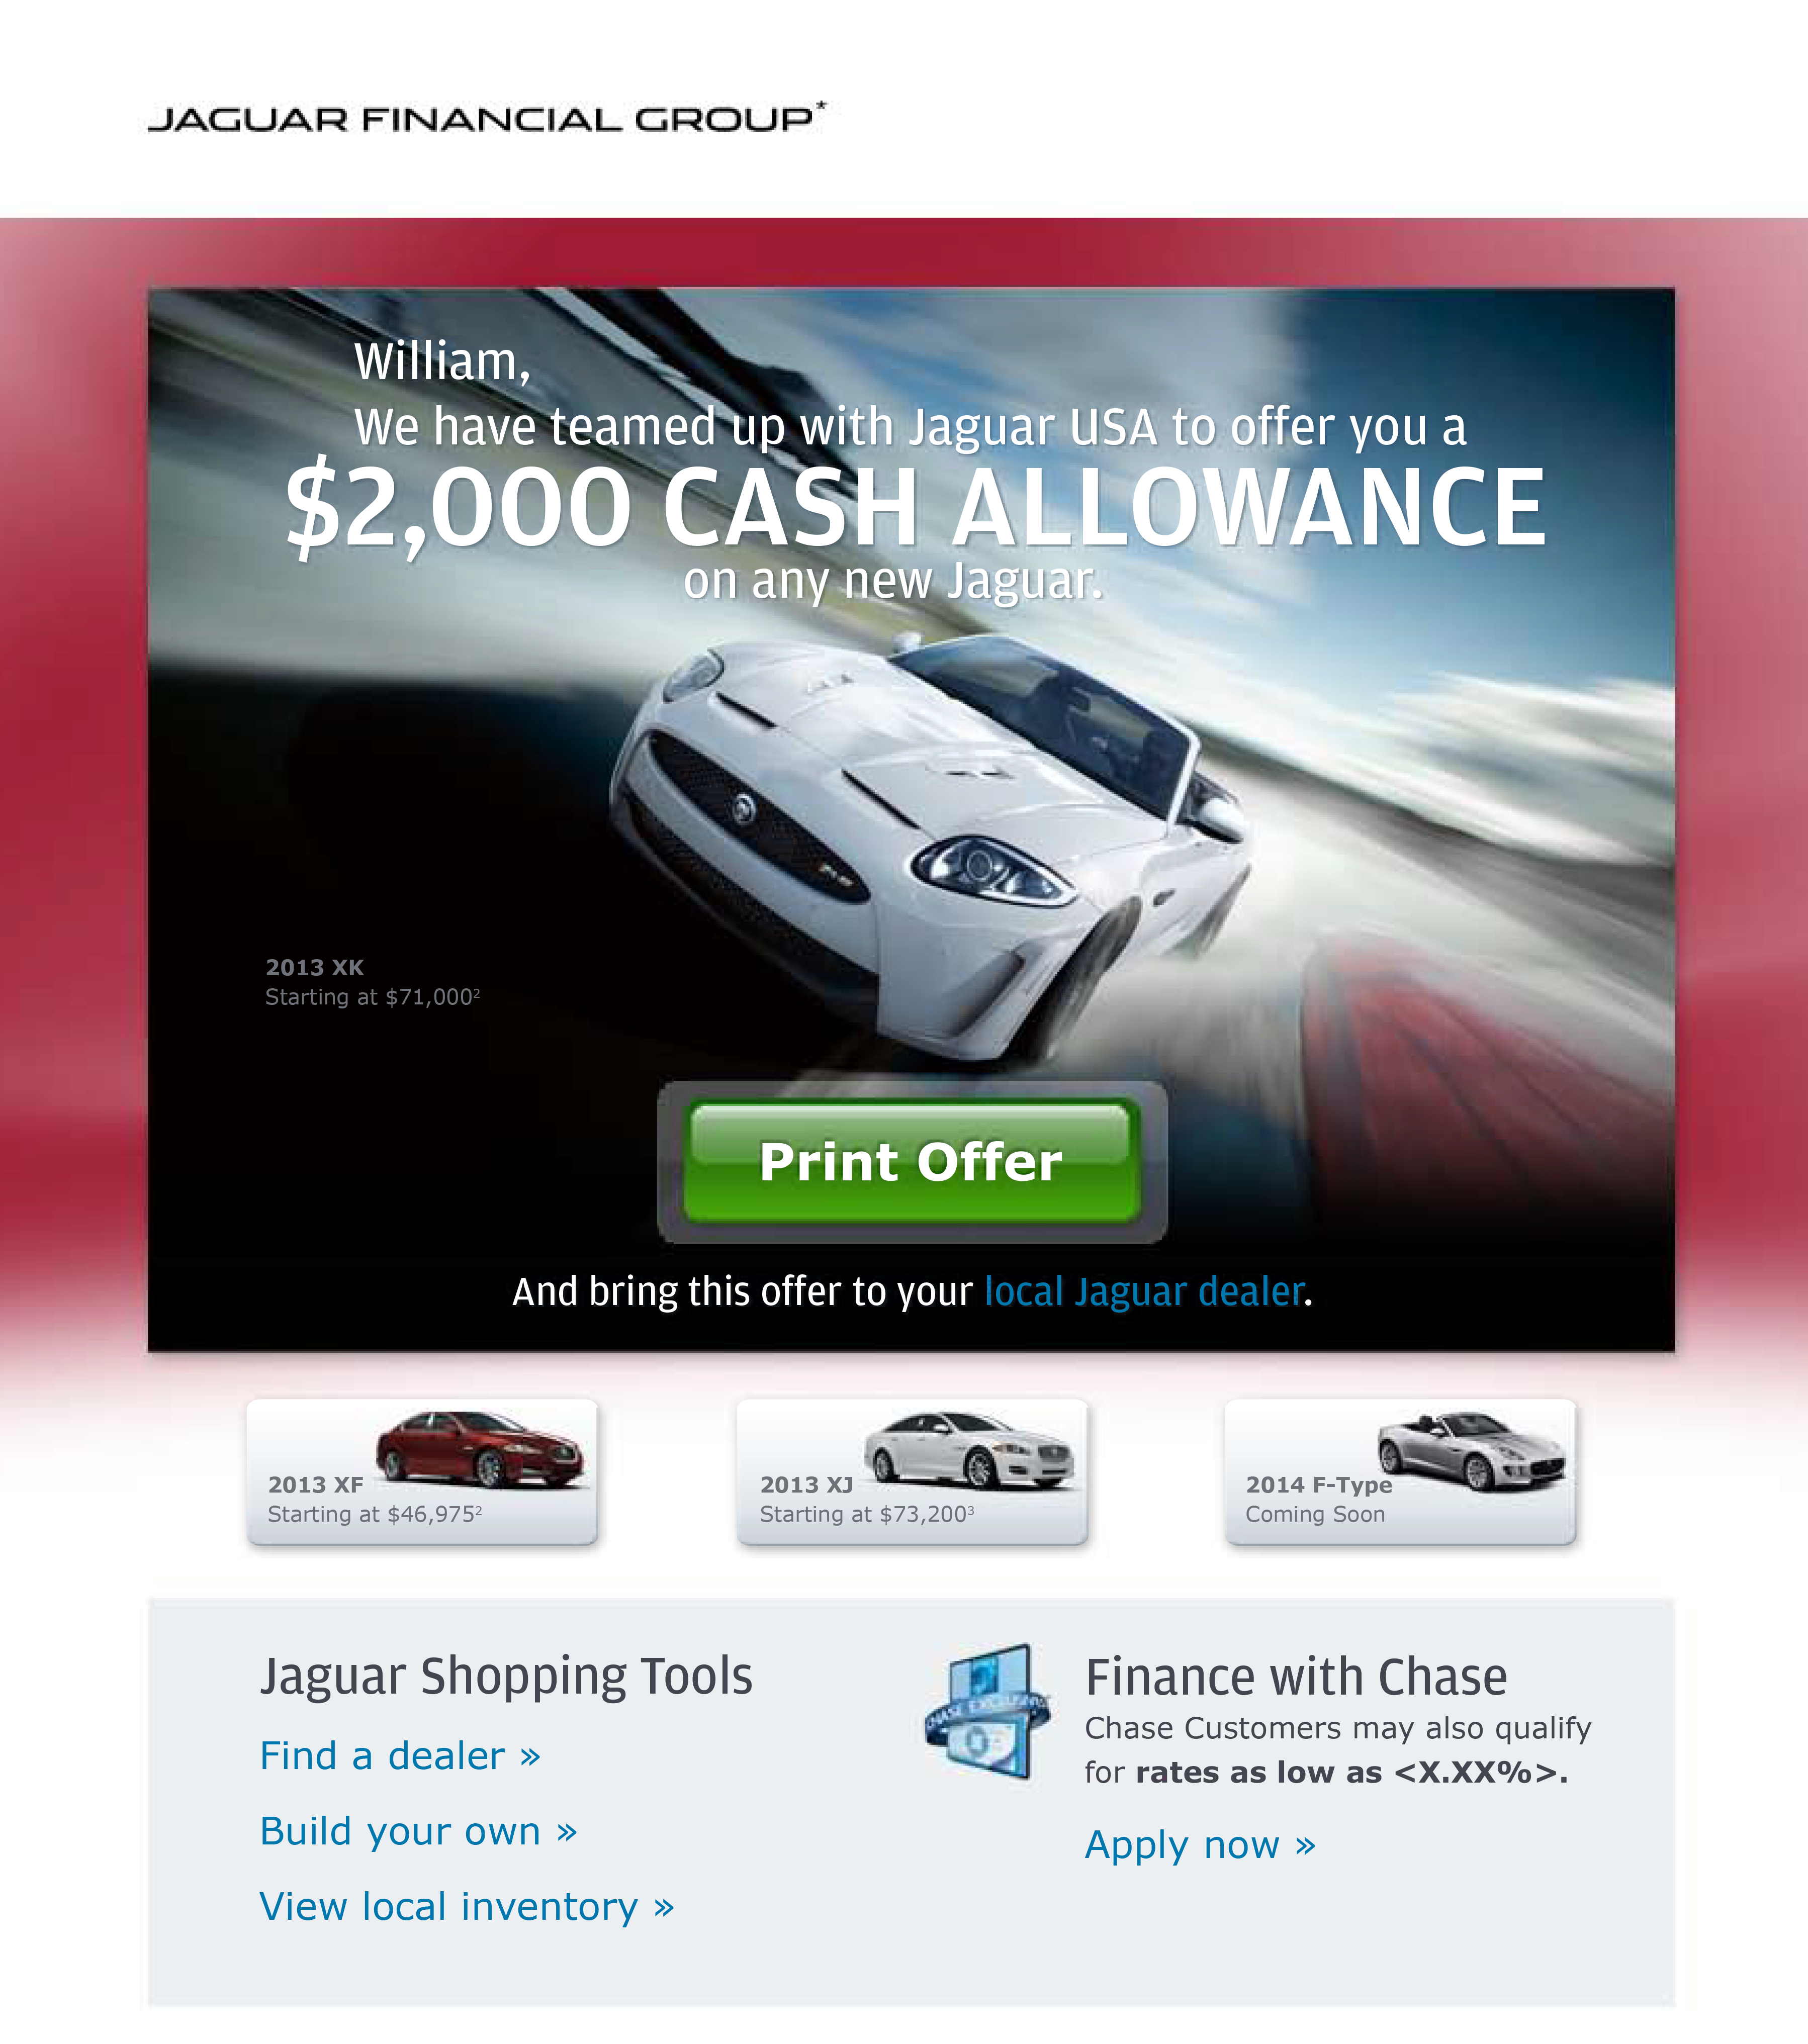 JAGUAR FINANCIAL GROUP*
William,
We have teamed up with Jaguar USA to offer you a
$2,000 CASH ALLOWANCE
on any new Jaguar.
2013 XK
Starting at $71,000²
Print Offer
And bring this offer to your local Jaguar dealer.
2013 XF
Starting at $46,975²
2013 XJ
Starting at $73,200³
2014 F-Type
Coming Soon
Jaguar Shopping Tools
Find a dealer »
Build your own »
View local inventory »
CHASE EXCLUSIVE
Finance with Chase
Chase Customers may also qualify
for rates as low as <X.XX%>.
Apply now »